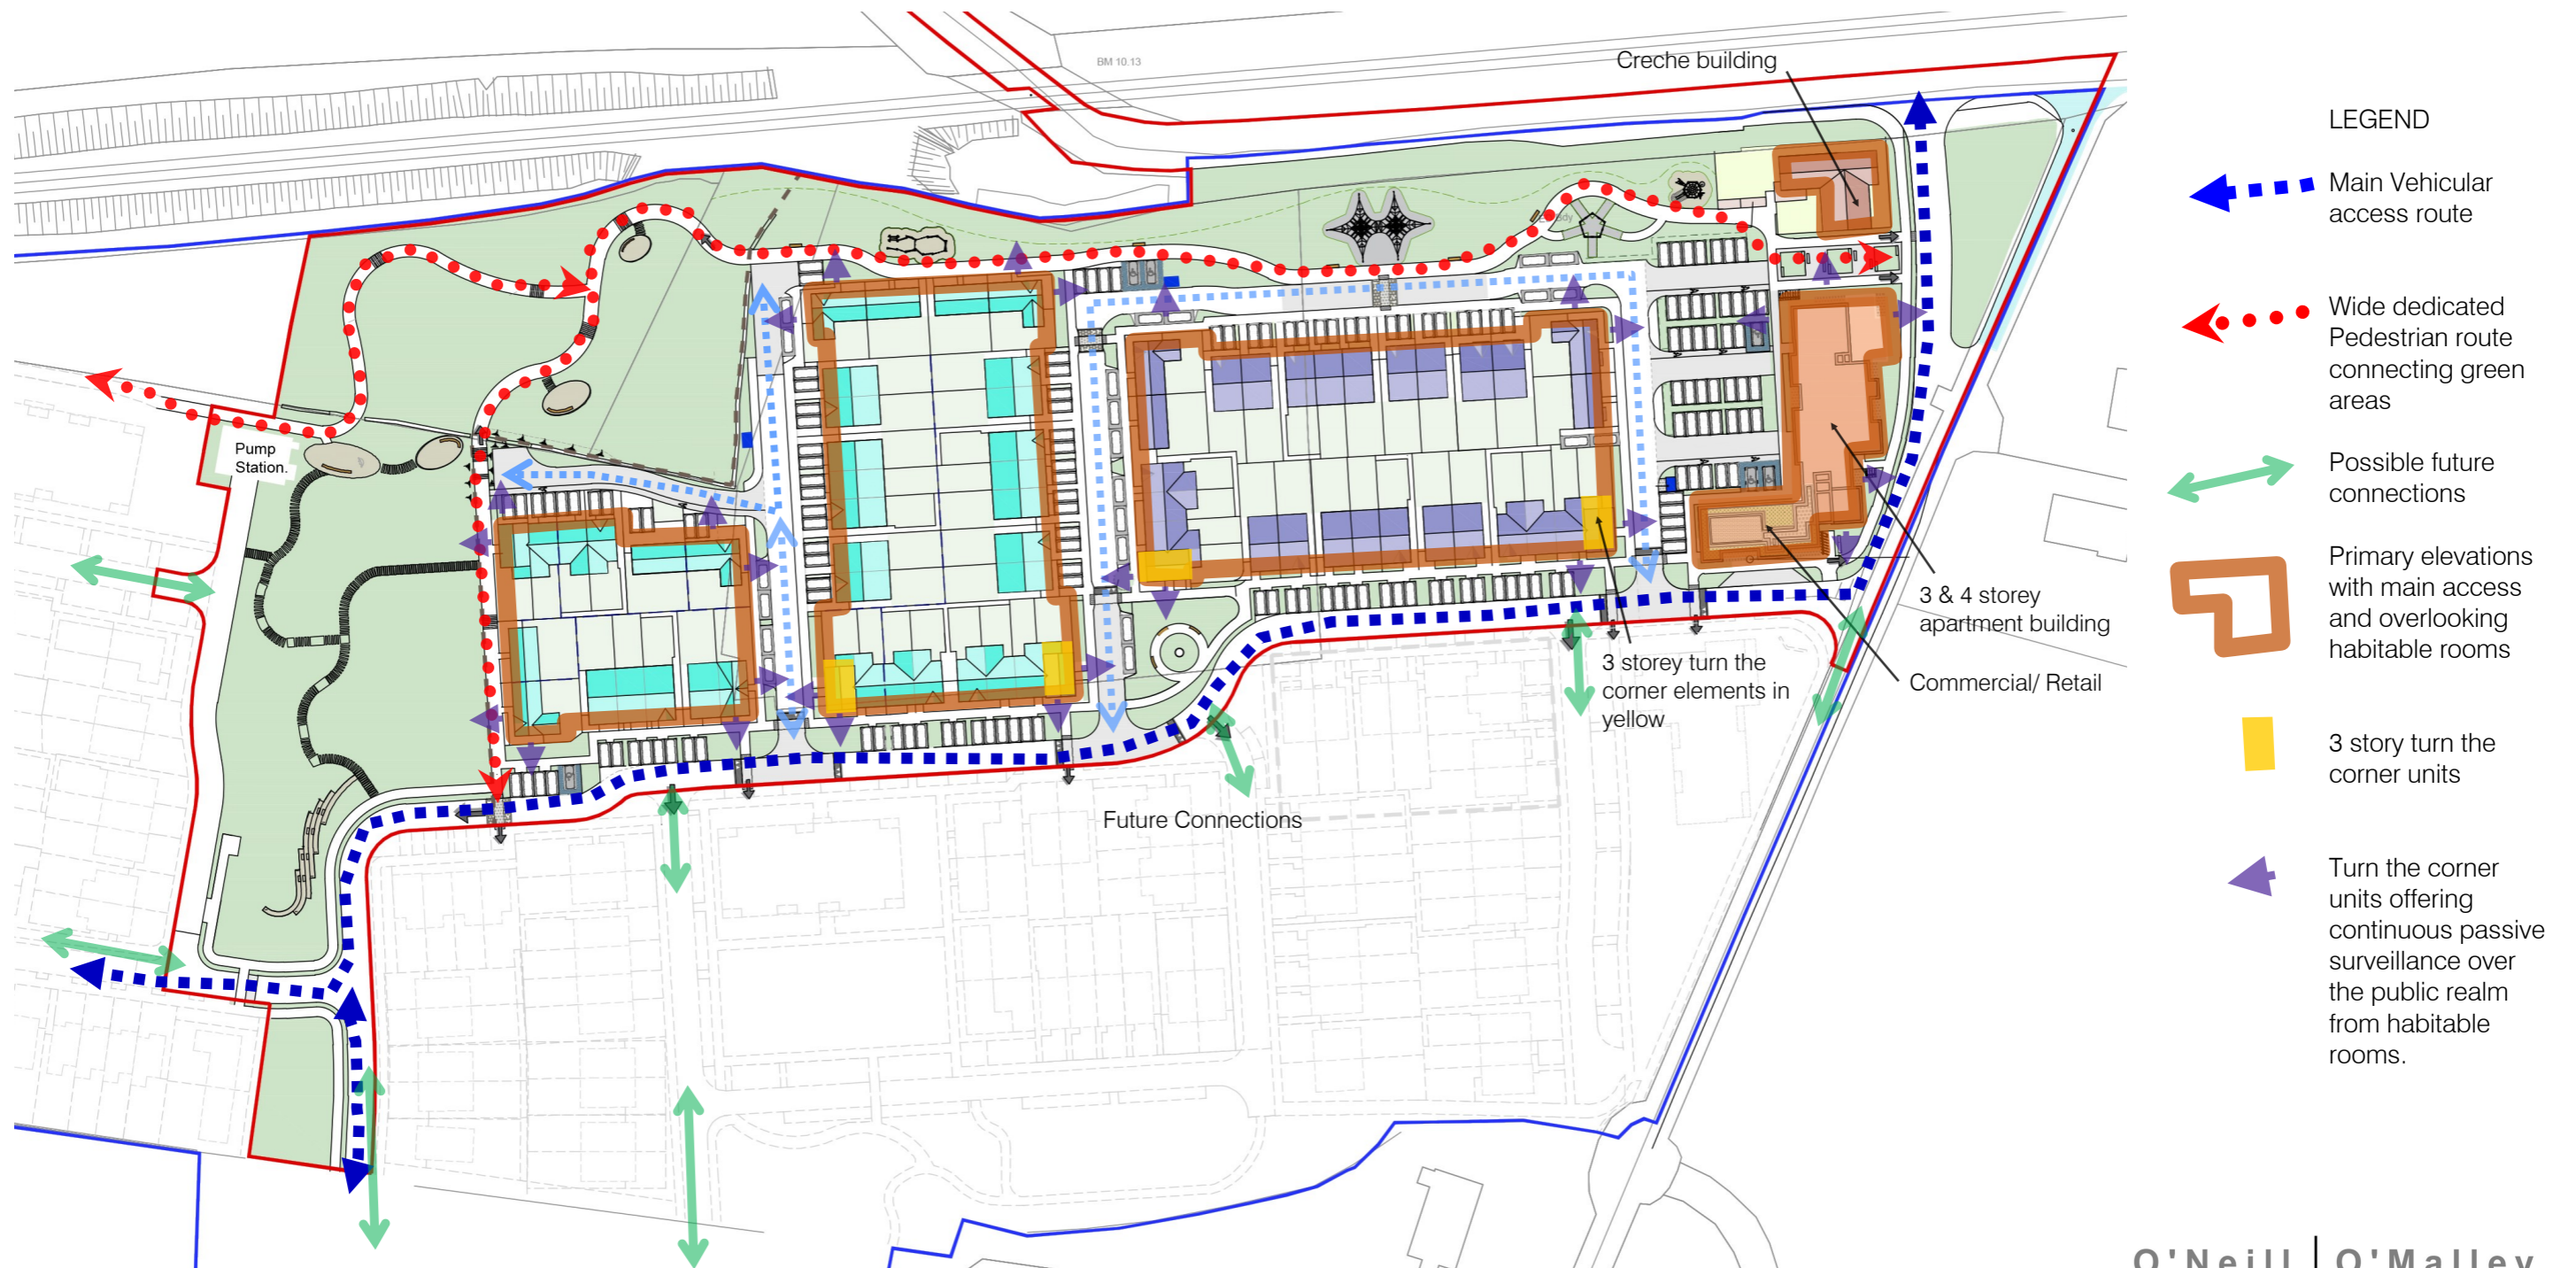 BM 10.13
Creche building
Pump
Station.
3 & 4 storey
apartment building
3 storey turn the
corner elements in
yellow
Commercial/ Retail
Future Connections
LEGEND
Main Vehicular
access route
Wide dedicated
Pedestrian route
connecting green
areas
Possible future
connections
Primary elevations
with main access
and overlooking
habitable rooms
3 story turn the
corner units
Turn the corner
units offering
continuous passive
surveillance over
the public realm
from habitable
rooms.
O'Neill | O'Malley